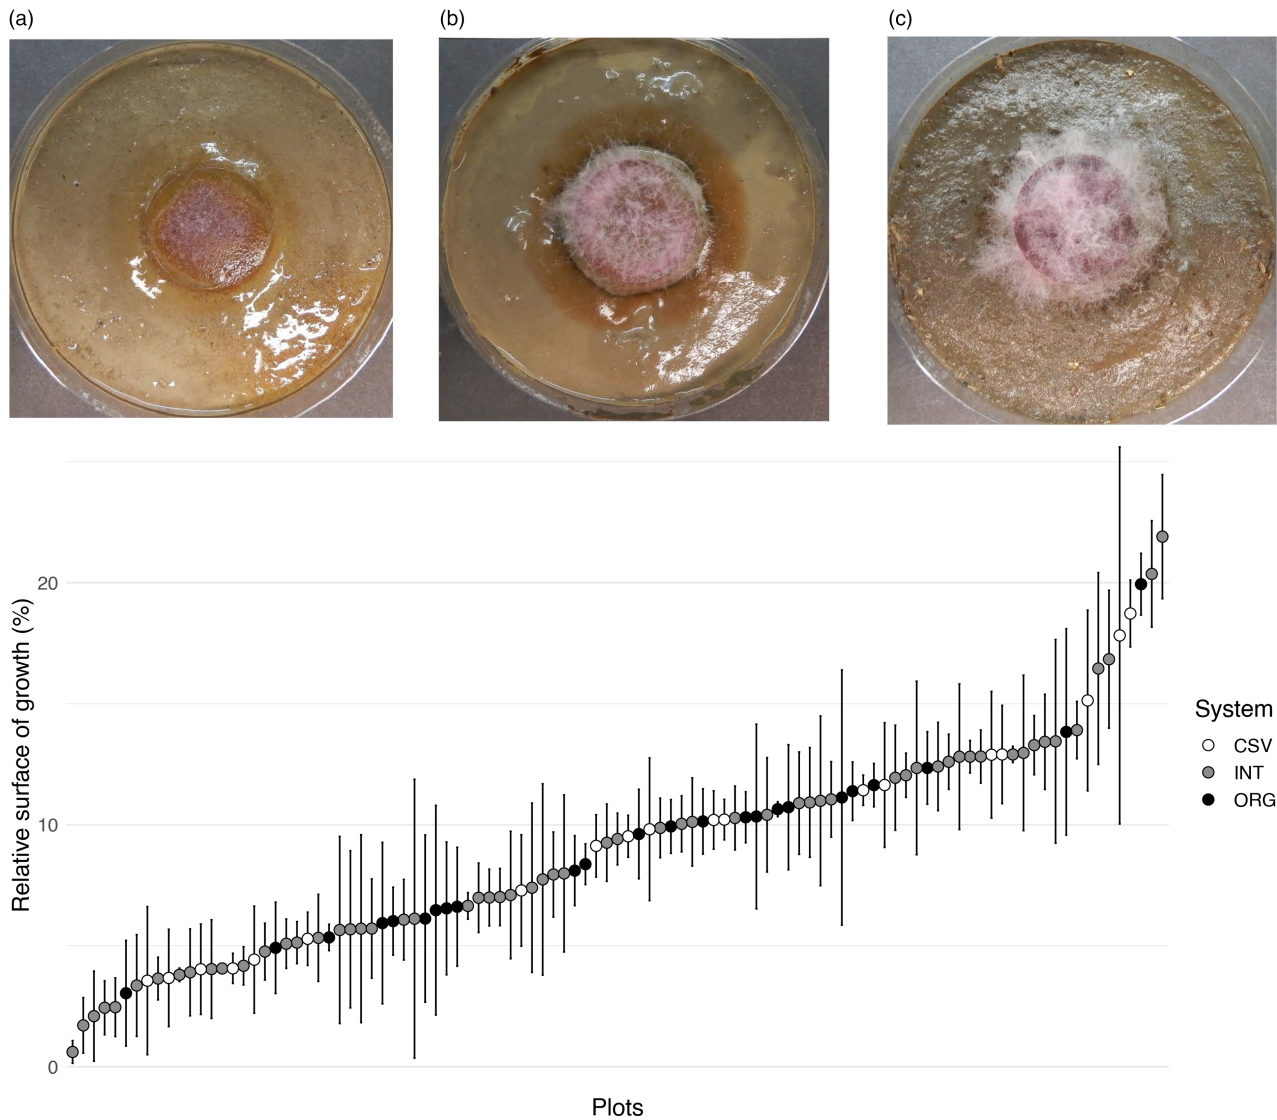 (a)
(b)
(c)
Relative surface of growth (%)
20
10
0
Plots
System
CSV
INT
ORG